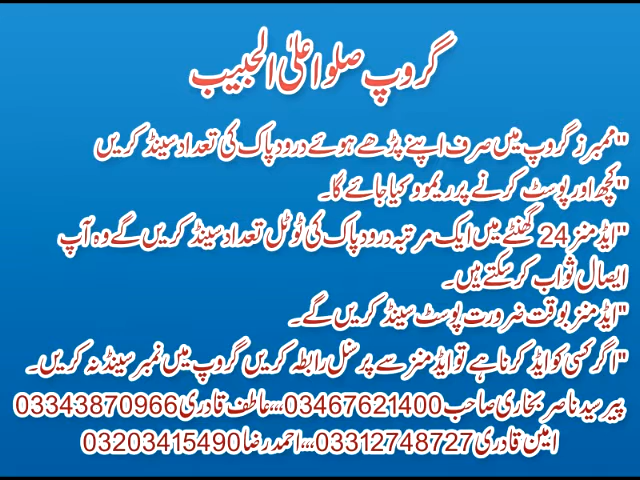 گروپ صلوا علیٰ الحبیب
"ممبرز گروپ میں صرف اپنے پڑھے ہوئے درود پاک کی تعداد سینڈ کریں
"کچھ اور پوسٹ کرنے پر ریموو کیا جائے گا۔
"ایڈمنز 24 گھنٹے میں ایک مرتبہ درود پاک کی ٹوٹل تعداد سینڈ کریں گے وہ آپ
ایصال ثواب کر سکتے ہیں۔
"ایڈمنز بوقت ضرورت پوسٹ سینڈ کریں گے۔
"اگر کسی کو ایڈ کرنا ہے تو ایڈمنز سے پرسنل رابطہ کریں گروپ میں نمبر سینڈ نہ کریں۔
پیر سید ناصر بخاری صاحب 03467621400،،،عاطف قادری 03343870966
امین قادری 03312748727،،،احمد رضا 03203415490